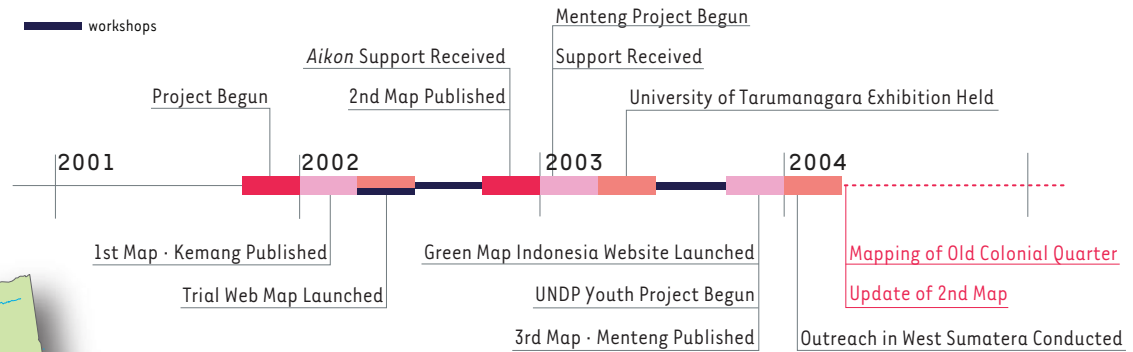 workshops
Menteng Project Begun
Aikon Support Received
Support Received
Project Begun
2nd Map Published
University of Tarumanagara Exhibition Held
2001
2002
2003
2004
1st Map · Kemang Published
Green Map Indonesia Website Launched
Mapping of Old Colonial Quarter
Trial Web Map Launched
UNDP Youth Project Begun
Update of 2nd Map
3rd Map · Menteng Published
Outreach in West Sumatera Conducted